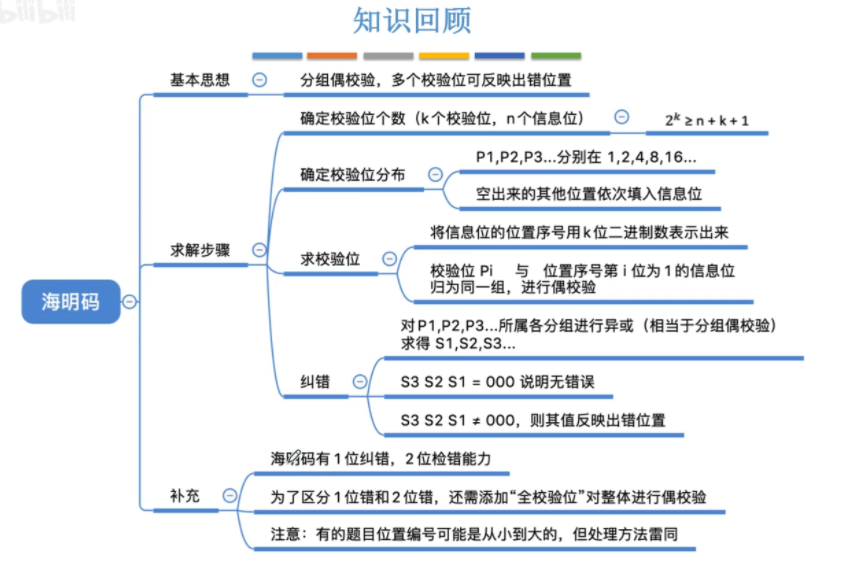 bilibili
知识回顾
基本思想
分组偶校验，多个校验位可反映出错位置
确定校验位个数（k个校验位，n个信息位）
2ᵏ ≥ n + k + 1
确定校验位分布
P1,P2,P3...分别在 1,2,4,8,16...
空出来的其他位置依次填入信息位
求解步骤
求校验位
将信息位的位置序号用k位二进制数表示出来
校验位 Pi 与 位置序号第 i 位为1的信息位
归为同一组，进行偶校验
海明码
对P1,P2,P3...所属各分组进行异或（相当于分组偶校验）
求得 S1,S2,S3...
纠错
S3 S2 S1 = 000 说明无错误
S3 S2 S1 ≠ 000，则其值反映出错位置
补充
海明码有1位纠错，2位检错能力
为了区分1位错和2位错，还需添加“全校验位”对整体进行偶校验
注意：有的题目位置编号可能是从小到大的，但处理方法雷同